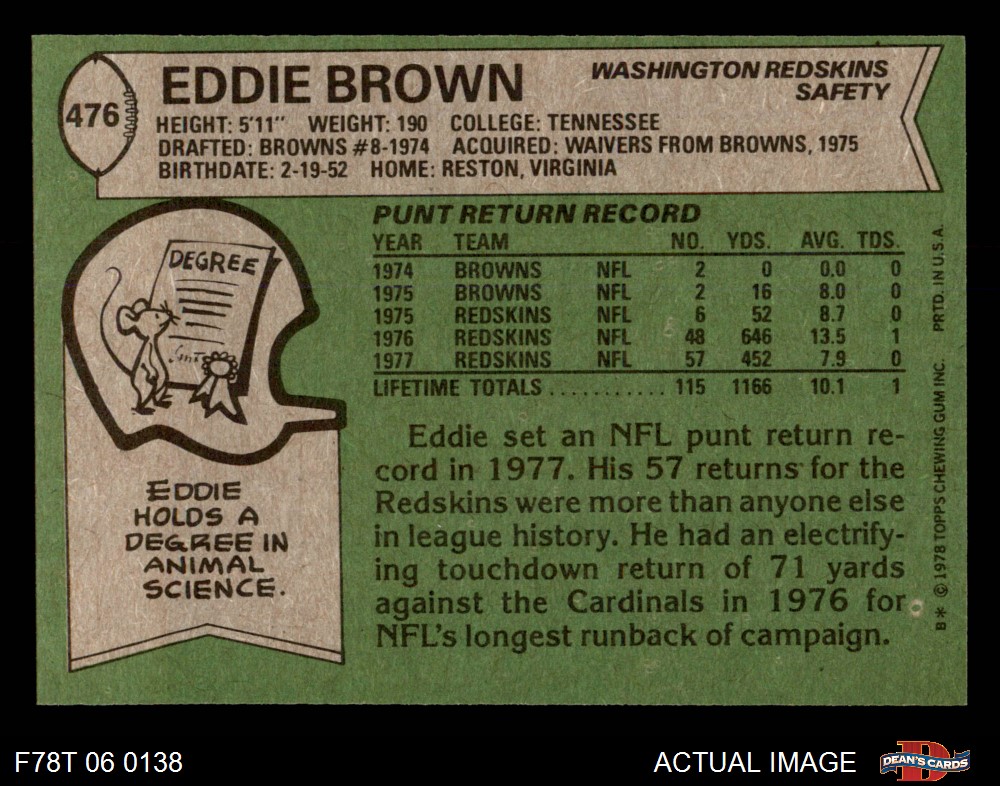 476
EDDIE BROWN
WASHINGTON REDSKINS
SAFETY
HEIGHT: 5'11" WEIGHT: 190 COLLEGE: TENNESSEE
DRAFTED: BROWNS #8-1974 ACQUIRED: WAIVERS FROM BROWNS, 1975
BIRTHDATE: 2-19-52 HOME: RESTON, VIRGINIA
DEGREE
EDDIE
HOLDS A
DEGREE IN
ANIMAL
SCIENCE.
PUNT RETURN RECORD
YEAR TEAM NO. YDS. AVG. TDS.
1974 BROWNS NFL 2 0 0.0 0
1975 BROWNS NFL 2 16 8.0 0
1975 REDSKINS NFL 6 52 8.7 0
1976 REDSKINS NFL 48 646 13.5 1
1977 REDSKINS NFL 57 452 7.9 0
LIFETIME TOTALS ........... 115 1166 10.1 1
Eddie set an NFL punt return re-
cord in 1977. His 57 returns for the
Redskins were more than anyone else
in league history. He had an electrify-
ing touchdown return of 71 yards
against the Cardinals in 1976 for
NFL's longest runback of campaign.
B* © 1978 TOPPS CHEWING GUM INC. PRTD. IN U.S.A.
F78T 06 0138
ACTUAL IMAGE
D
DEAN'S CARDS